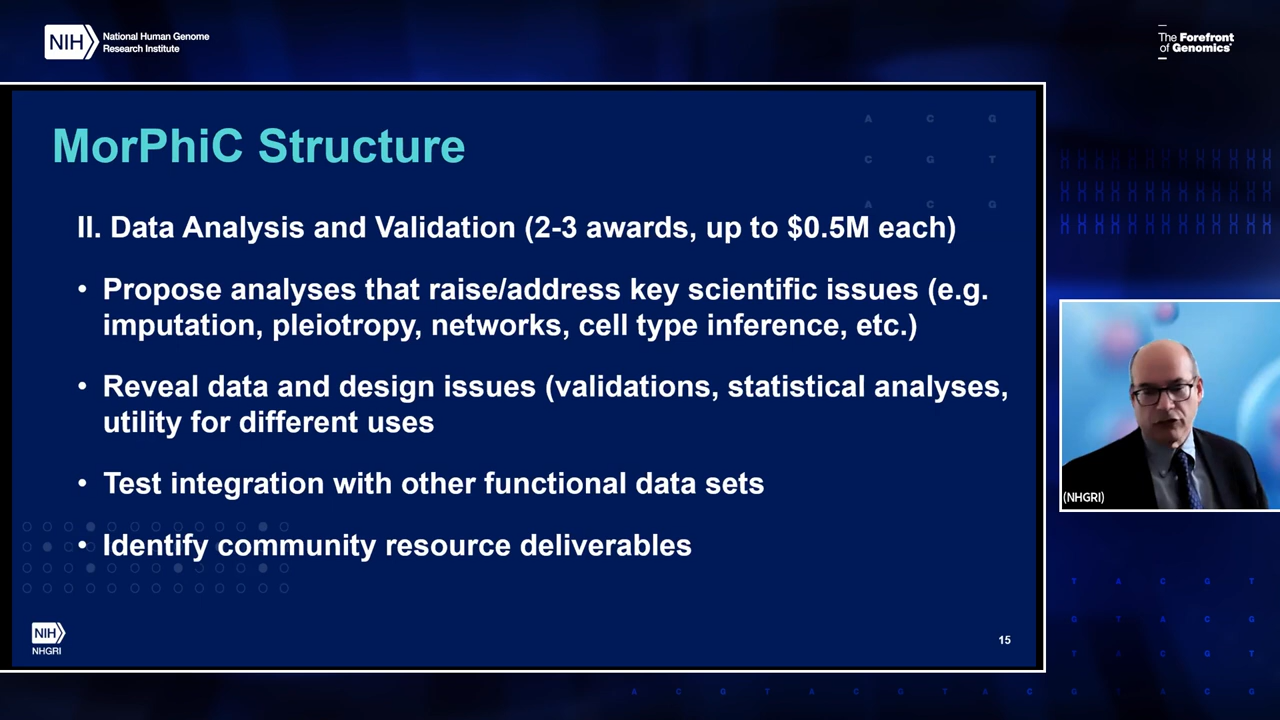 NIH
National Human Genome
Research Institute
The Forefront
of Genomics®
MorPhiC Structure
A C G
C G T
A C G
II. Data Analysis and Validation (2-3 awards, up to $0.5M each)
• Propose analyses that raise/address key scientific issues (e.g.
imputation, pleiotropy, networks, cell type inference, etc.)
• Reveal data and design issues (validations, statistical analyses,
utility for different uses
• Test integration with other functional data sets
• Identify community resource deliverables
NIH
NHGRI
15
(NHGRI)
T A C G T
G T A C G
T A C G T
A C G T A C G T A C G T A C G